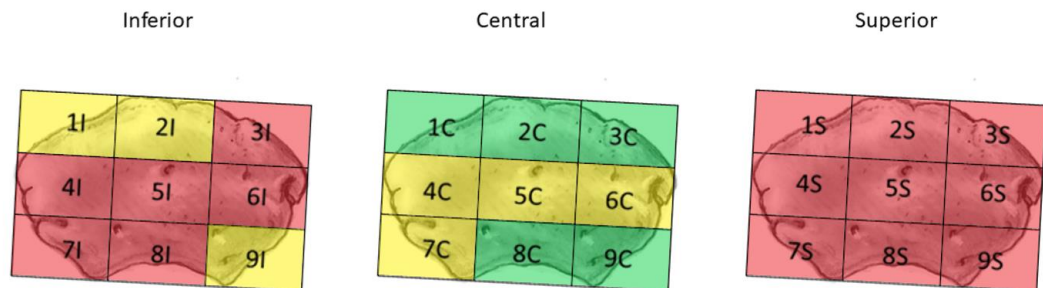 Inferior Central Superior
1I 2I 3I 1C 2C 3C 1S 2S 3S
4I 5I 6I 4C 5C 6C 4S 5S 6S
7I 8I 9I 7C 8C 9C 7S 8S 9S